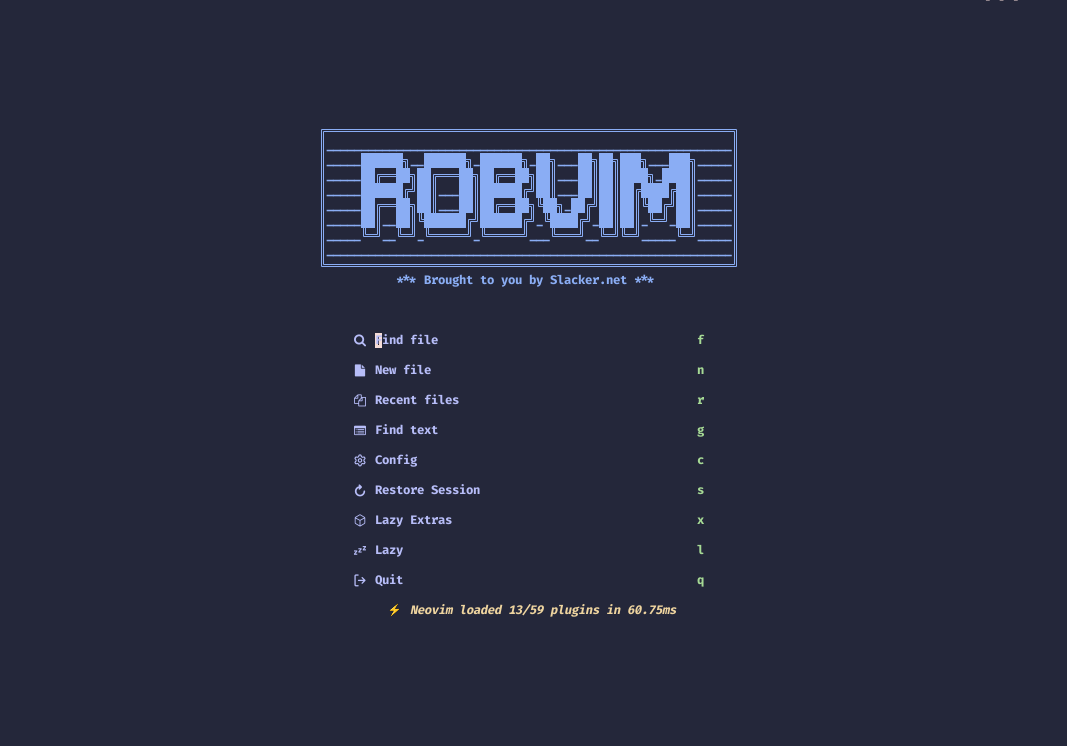 ROBVIM
*** Brought to you by Slacker.net ***
Find file f
New file n
Recent files r
Find text g
Config c
Restore Session s
Lazy Extras x
zzz Lazy l
Quit q
⚡ Neovim loaded 13/59 plugins in 60.75ms